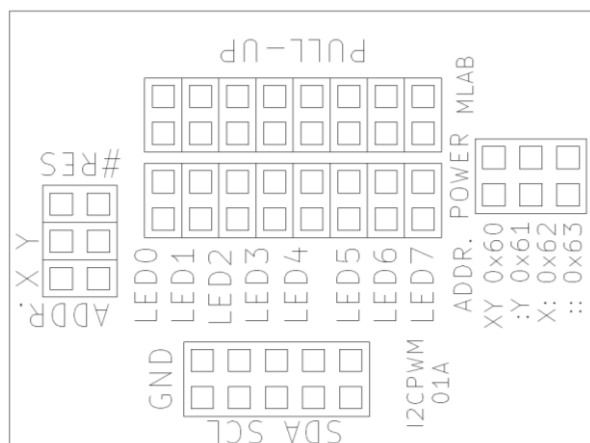 PULL-UP
MLAB
#RES
POWER
X Y
ADDR.
LED0
LED1
LED2
LED3
LED4
LED5
LED6
LED7
ADDR.
XY 0x60
:Y 0x61
X: 0x62
:: 0x63
GND
SDA SCL
I2CPWM
01A